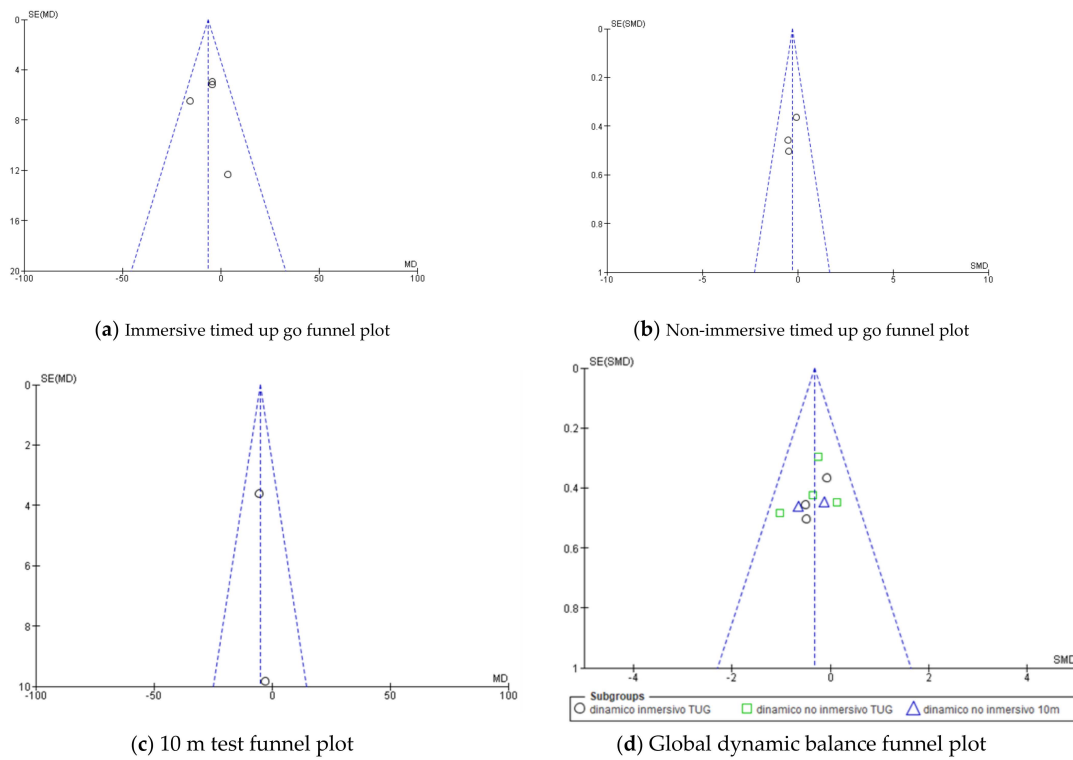 0
SE(MD)
4
8
12
16
20
-100
-50
0
50
100
MD
(a) Immersive timed up go funnel plot
0
SE(SMD)
0.2
0.4
0.6
0.8
1
-10
-5
0
5
10
SMD
(b) Non-immersive timed up go funnel plot
0
SE(MD)
2
4
6
8
10
-100
-50
0
50
100
MD
(c) 10 m test funnel plot
0
SE(SMD)
0.2
0.4
0.6
0.8
1
-4
-2
0
2
4
SMD
Subgroups
dinamico inmersivo TUG
dinamico no inmersivo TUG
dinamico no inmersivo 10m
(d) Global dynamic balance funnel plot